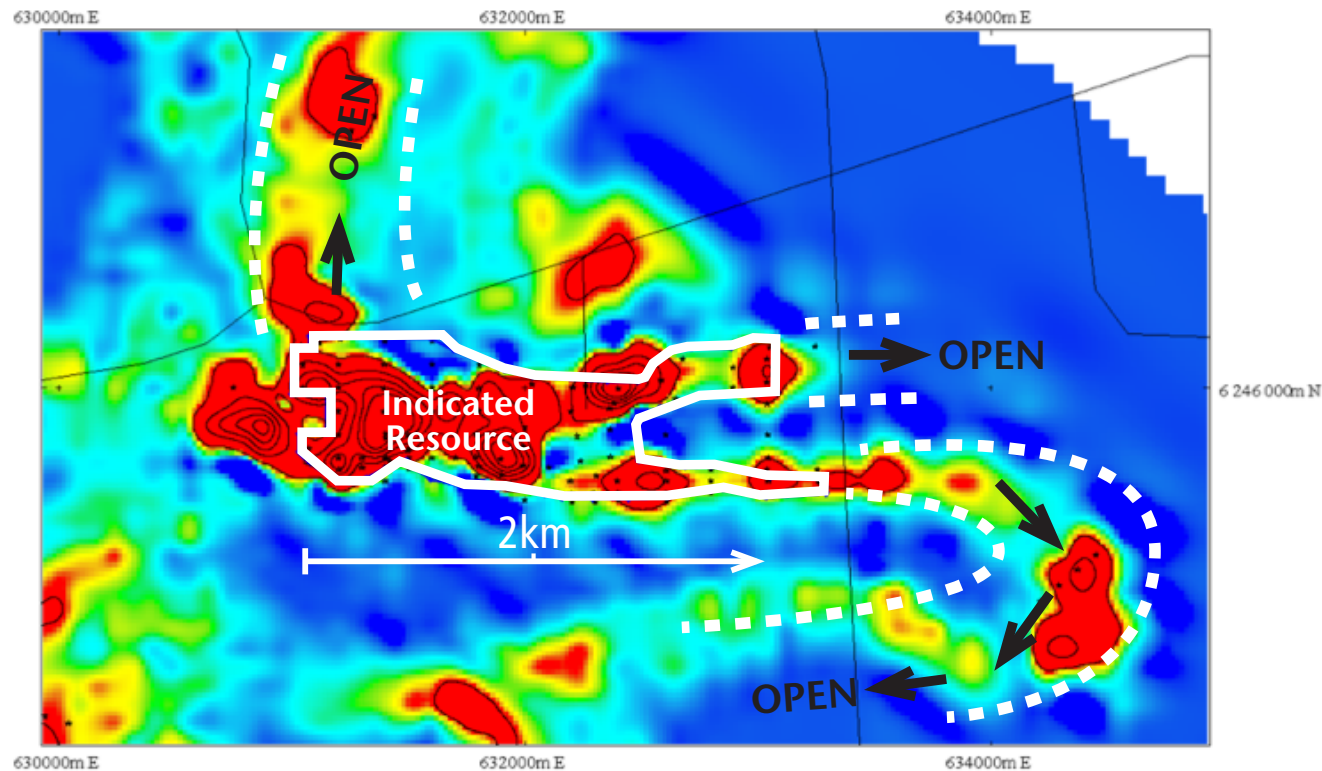 630000m E
632000m E
634000m E
OPEN
OPEN
6 246 000m N
Indicated
Resource
2km
OPEN
630000m E
632000m E
634000m E